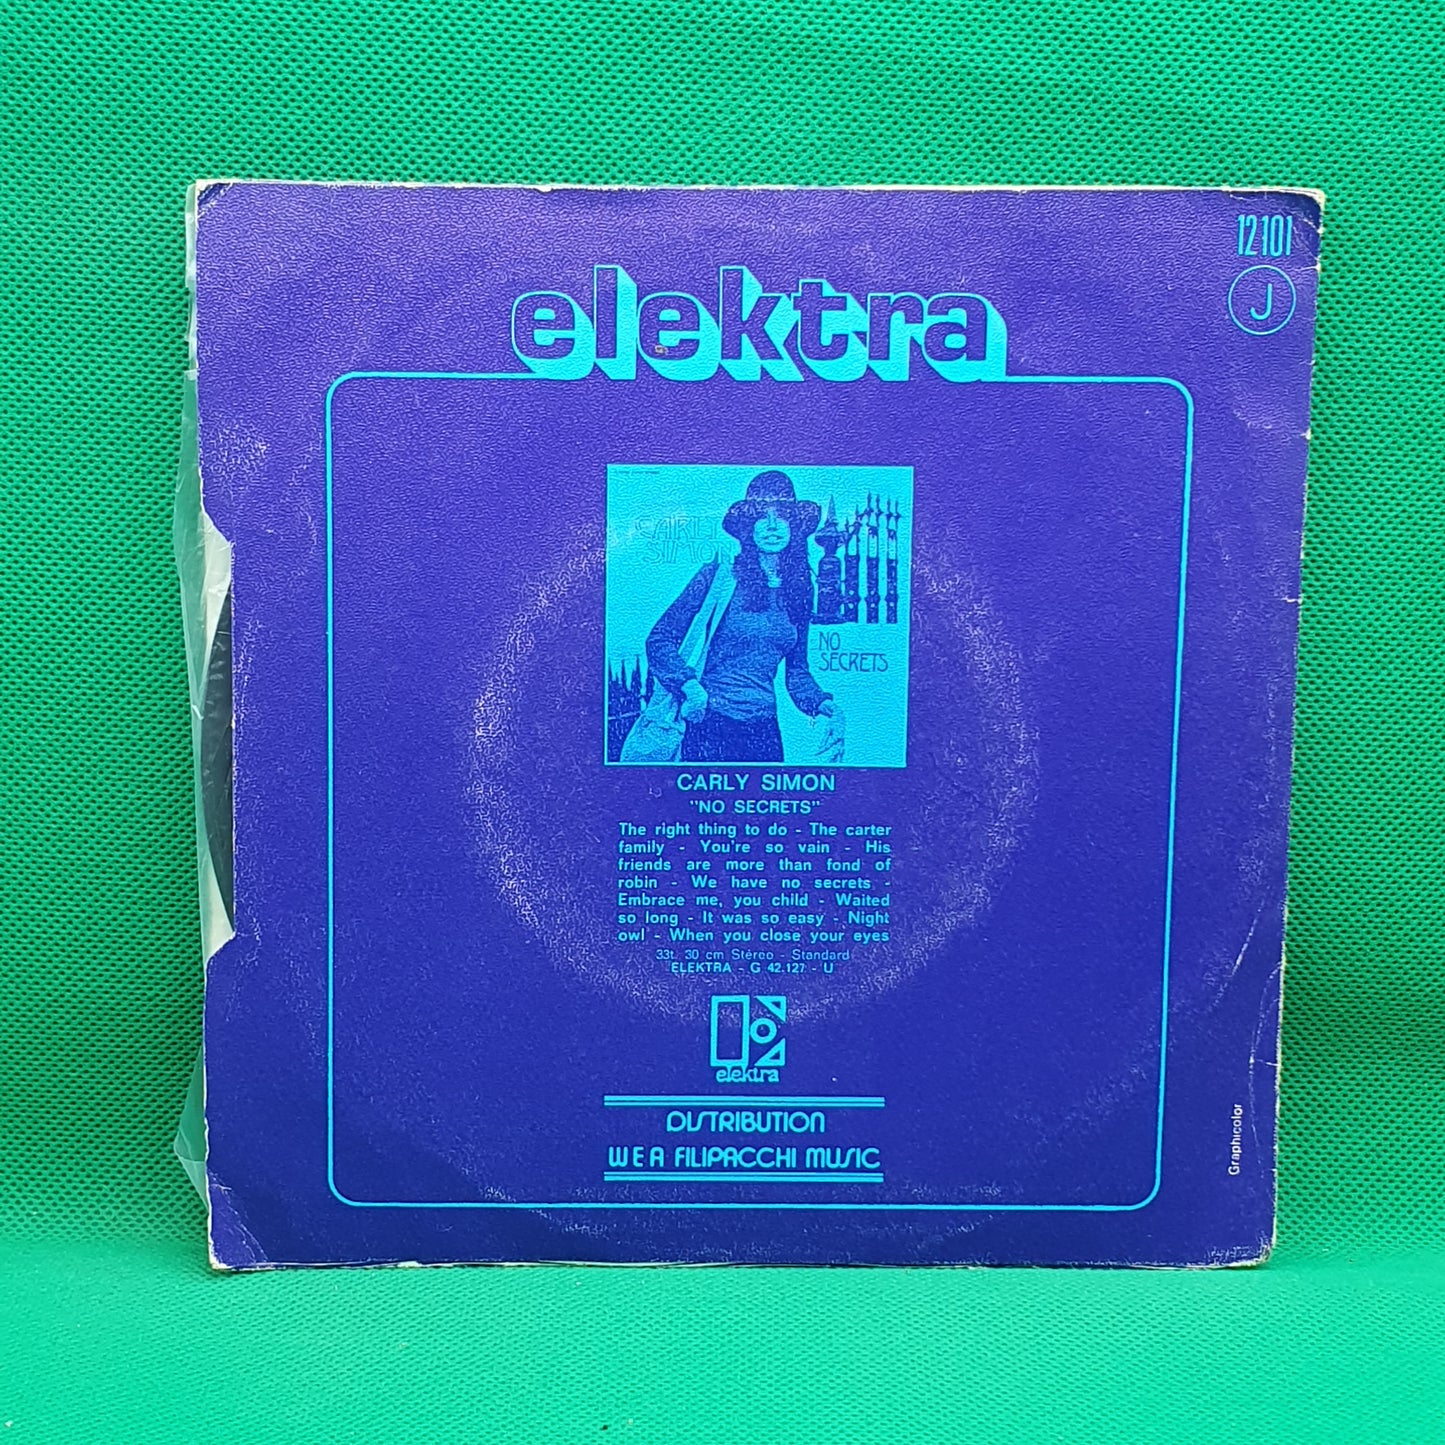 12101
J
elektra
CARLY
SIMON
NO
SECRETS
CARLY SIMON
"NO SECRETS"
The right thing to do - The carter
family - You're so vain - His
friends are more than fond of
robin - We have no secrets -
Embrace me, you child - Waited
so long - It was so easy - Night
owl - When you close your eyes
33t. 30 cm Stéreo - Standard
ELEKTRA - G 42.127 - U
elektra
DISTRIBUTION
WEA FILIPACCHI MUSIC
Graphicolor